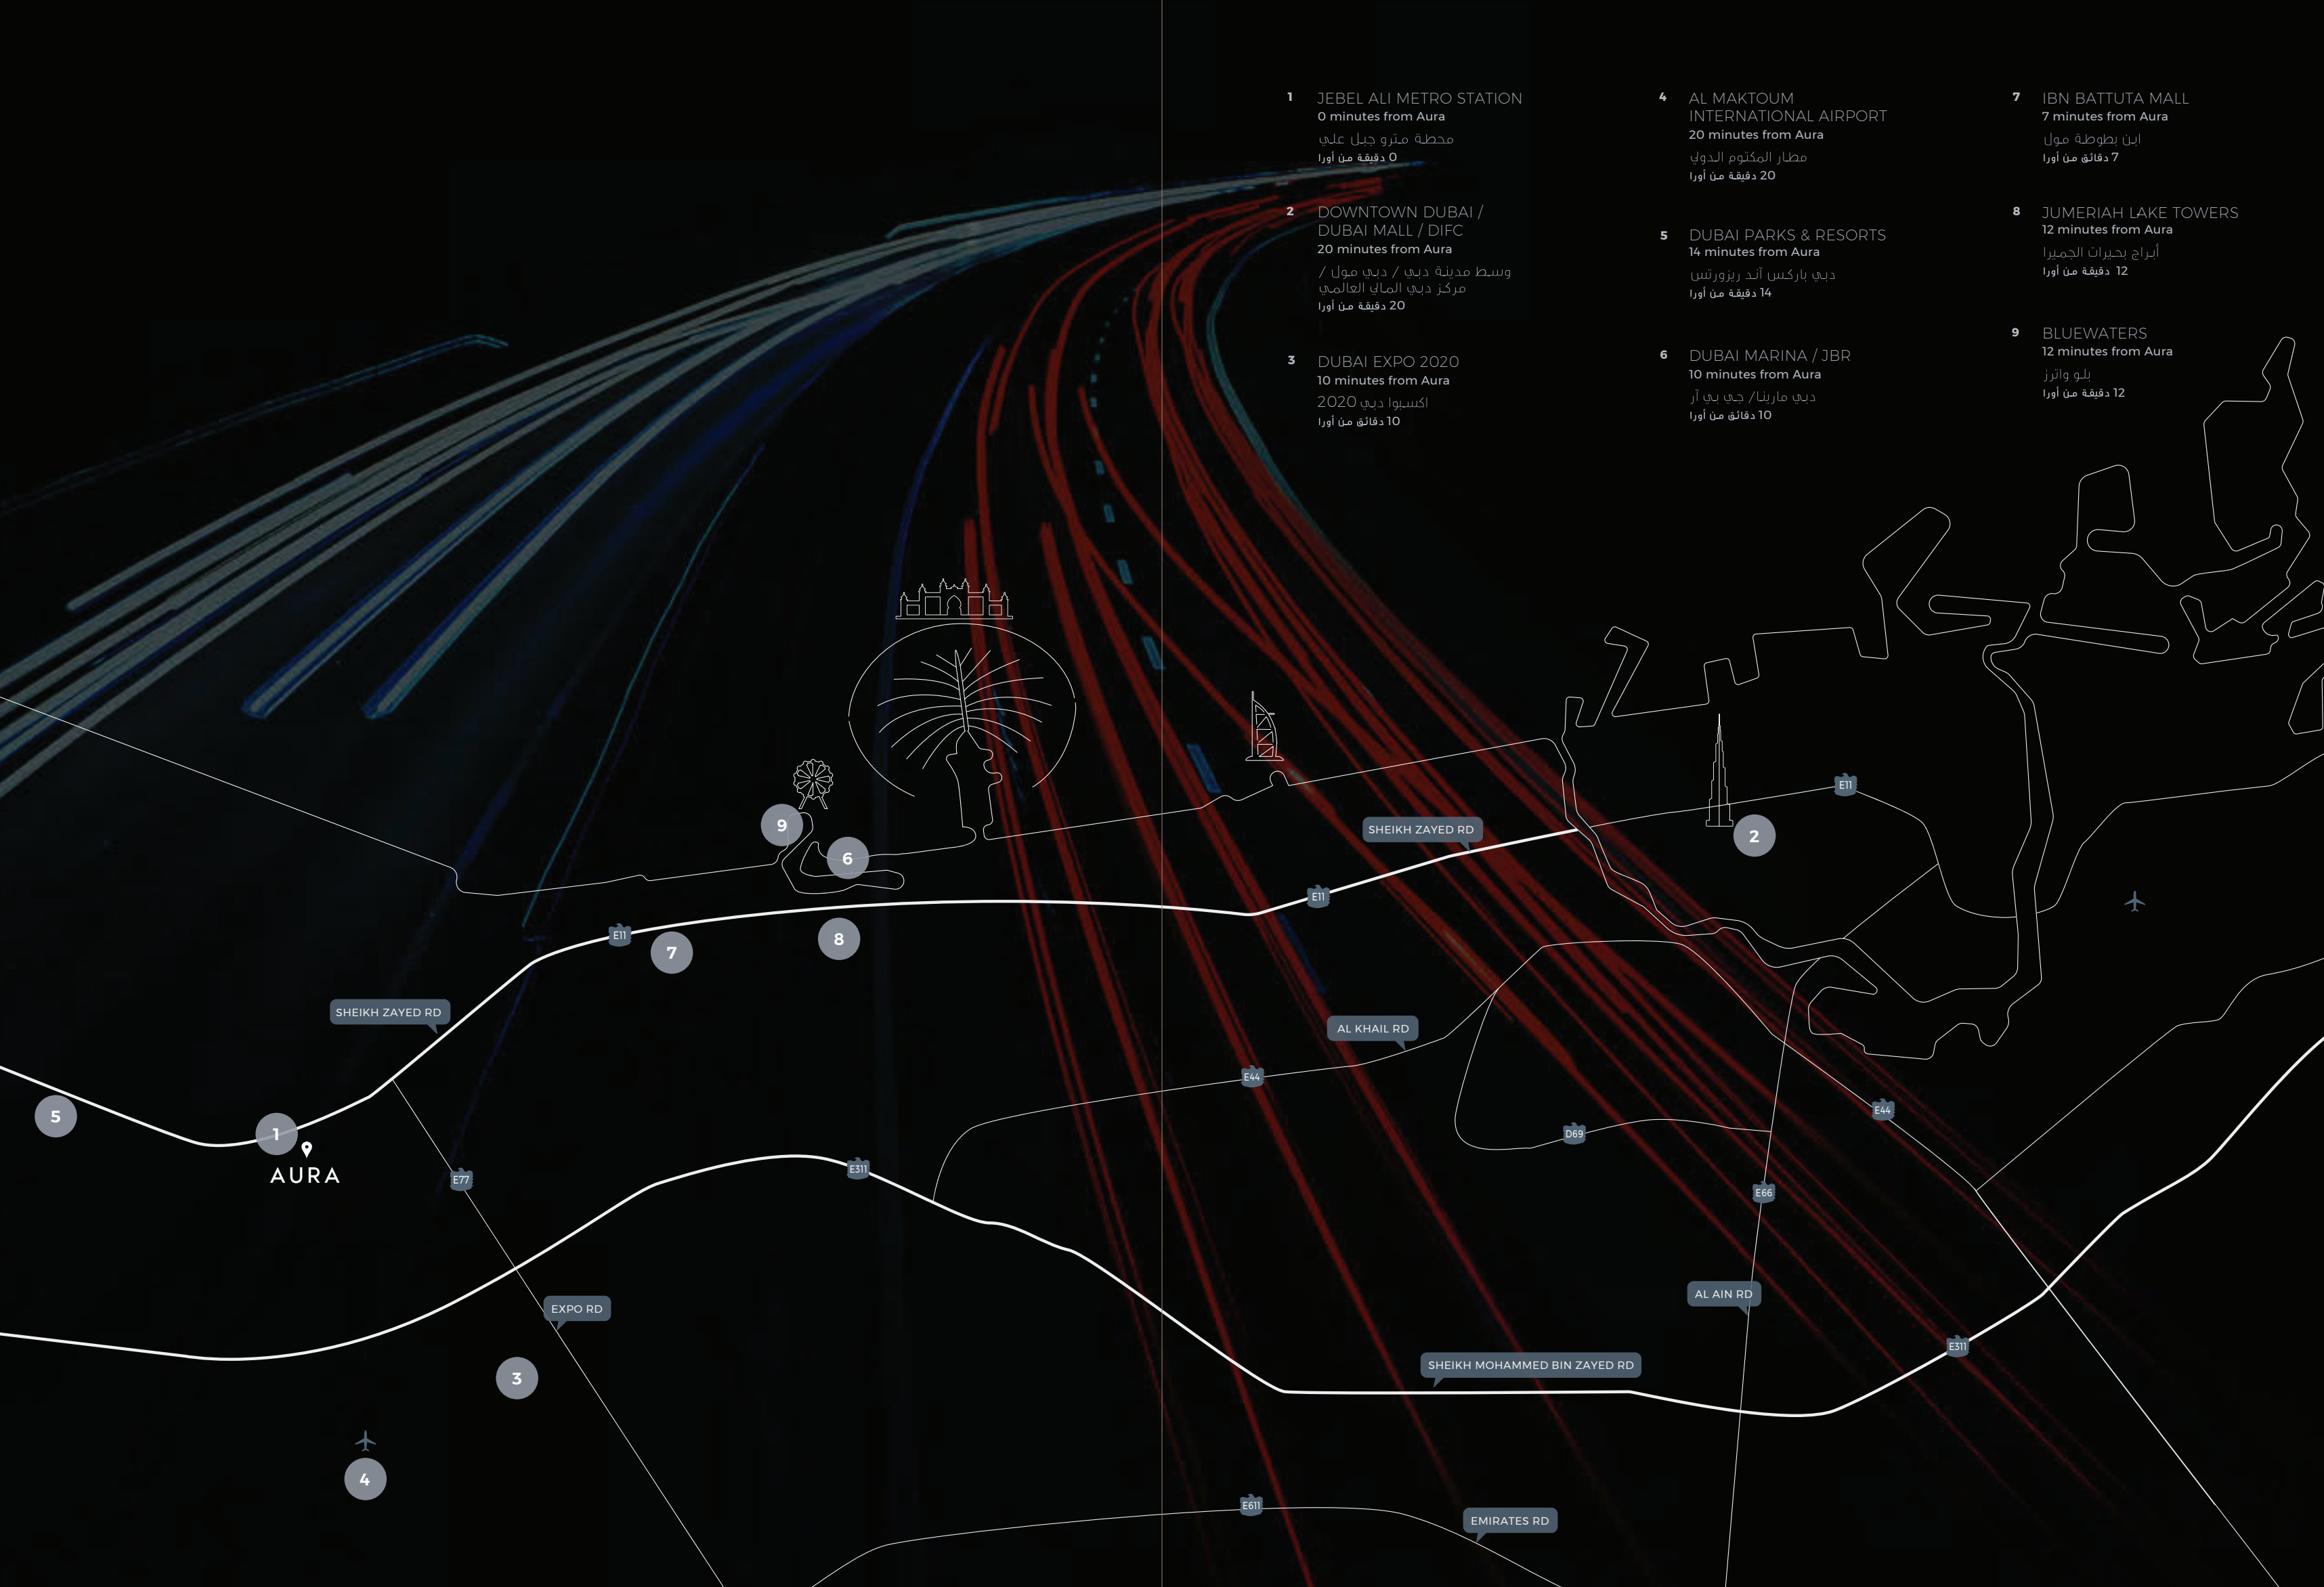 1 JEBEL ALI METRO STATION
0 minutes from Aura
محطة مترو جبل علي
0 دقيقة من أورا
2 DOWNTOWN DUBAI /
DUBAI MALL / DIFC
20 minutes from Aura
وسط مدينة دبي / دبي مول /
مركز دبي المالي العالمي
20 دقيقة من أورا
3 DUBAI EXPO 2020
10 minutes from Aura
اكسبوا دبي 2020
10 دقائق من أورا
4 AL MAKTOUM
INTERNATIONAL AIRPORT
20 minutes from Aura
مطار المكتوم الدولي
20 دقيقة من أورا
5 DUBAI PARKS & RESORTS
14 minutes from Aura
دبي باركس آند ريزورتس
14 دقيقة من أورا
6 DUBAI MARINA / JBR
10 minutes from Aura
دبي مارينا/ جي بي آر
10 دقائق من أورا
7 IBN BATTUTA MALL
7 minutes from Aura
ابن بطوطة مول
7 دقائق من أورا
8 JUMERIAH LAKE TOWERS
12 minutes from Aura
أبراج بحيرات الجميرا
12 دقيقة من أورا
9 BLUEWATERS
12 minutes from Aura
بلو واترز
12 دقيقة من أورا
E11
9
SHEIKH ZAYED RD
2
6
E11
E11
8
7
SHEIKH ZAYED RD
AL KHAIL RD
E44
5
E44
1
D69
AURA
E311
E77
E66
AL AIN RD
EXPO RD
E311
SHEIKH MOHAMMED BIN ZAYED RD
3
4
E611
EMIRATES RD